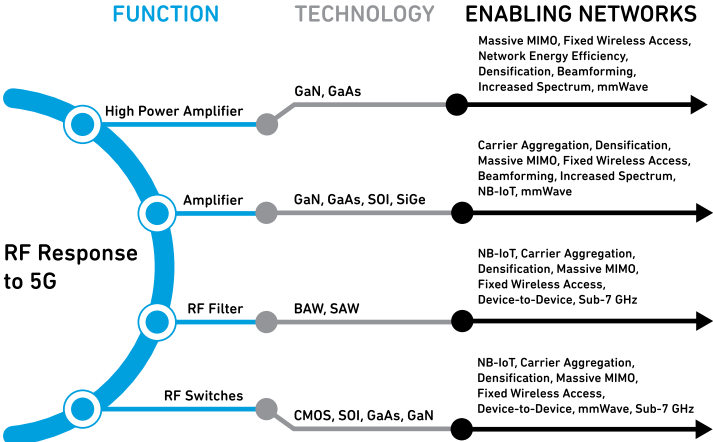 FUNCTION
TECHNOLOGY
ENABLING NETWORKS
RF Response
to 5G
High Power Amplifier
GaN, GaAs
Massive MIMO, Fixed Wireless Access,
Network Energy Efficiency,
Densification, Beamforming,
Increased Spectrum, mmWave
Amplifier
GaN, GaAs, SOI, SiGe
Carrier Aggregation, Densification,
Massive MIMO, Fixed Wireless Access,
Beamforming, Increased Spectrum,
NB-IoT, mmWave
RF Filter
BAW, SAW
NB-IoT, Carrier Aggregation,
Densification, Massive MIMO,
Fixed Wireless Access,
Device-to-Device, Sub-7 GHz
RF Switches
CMOS, SOI, GaAs, GaN
NB-IoT, Carrier Aggregation,
Densification, Massive MIMO,
Fixed Wireless Access,
Device-to-Device, mmWave, Sub-7 GHz